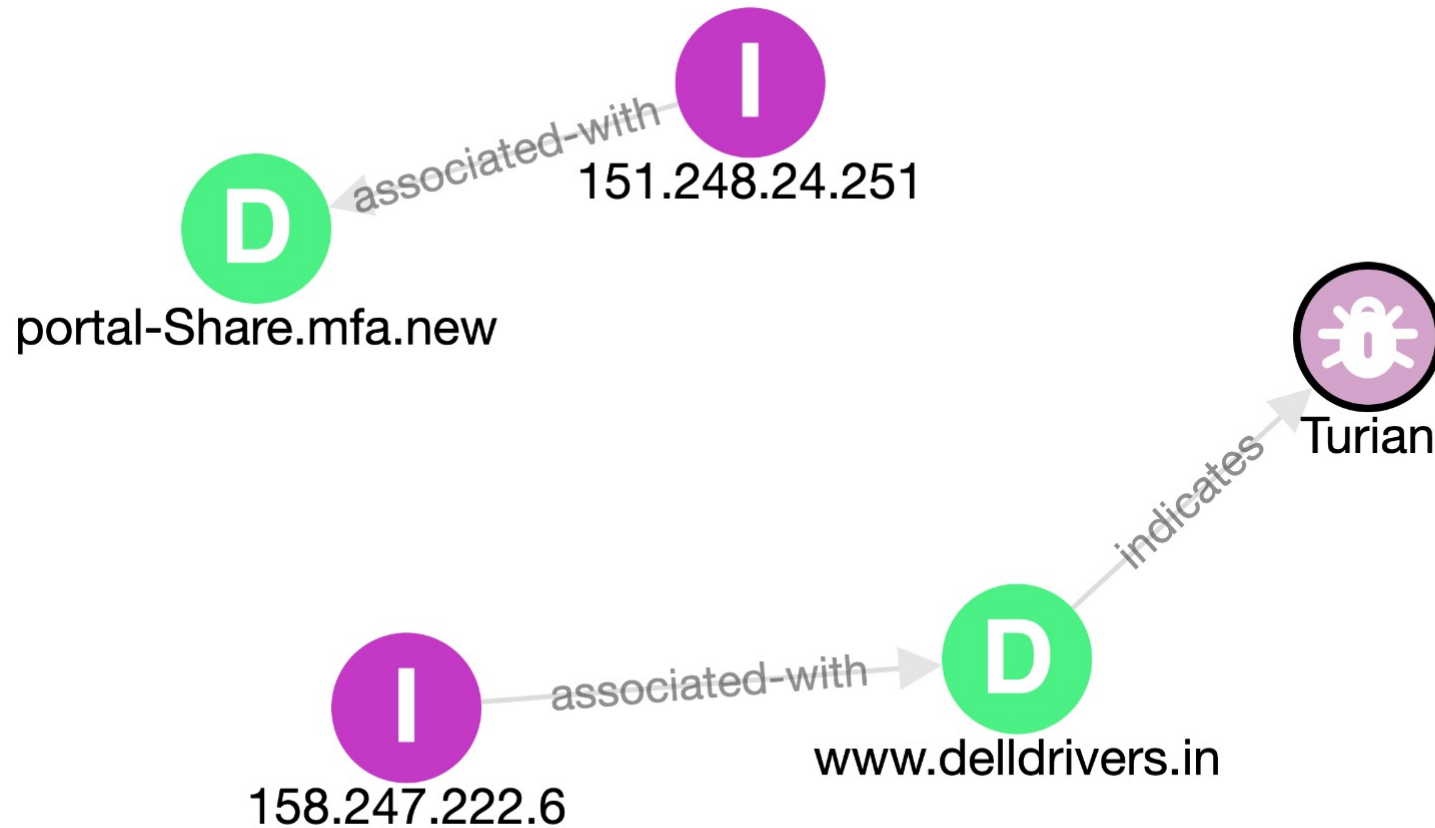 I
associated-with
151.248.24.251
D
portal-Share.mfa.new
Turian
indicates
D
I
associated-with
www.delldrivers.in
158.247.222.6